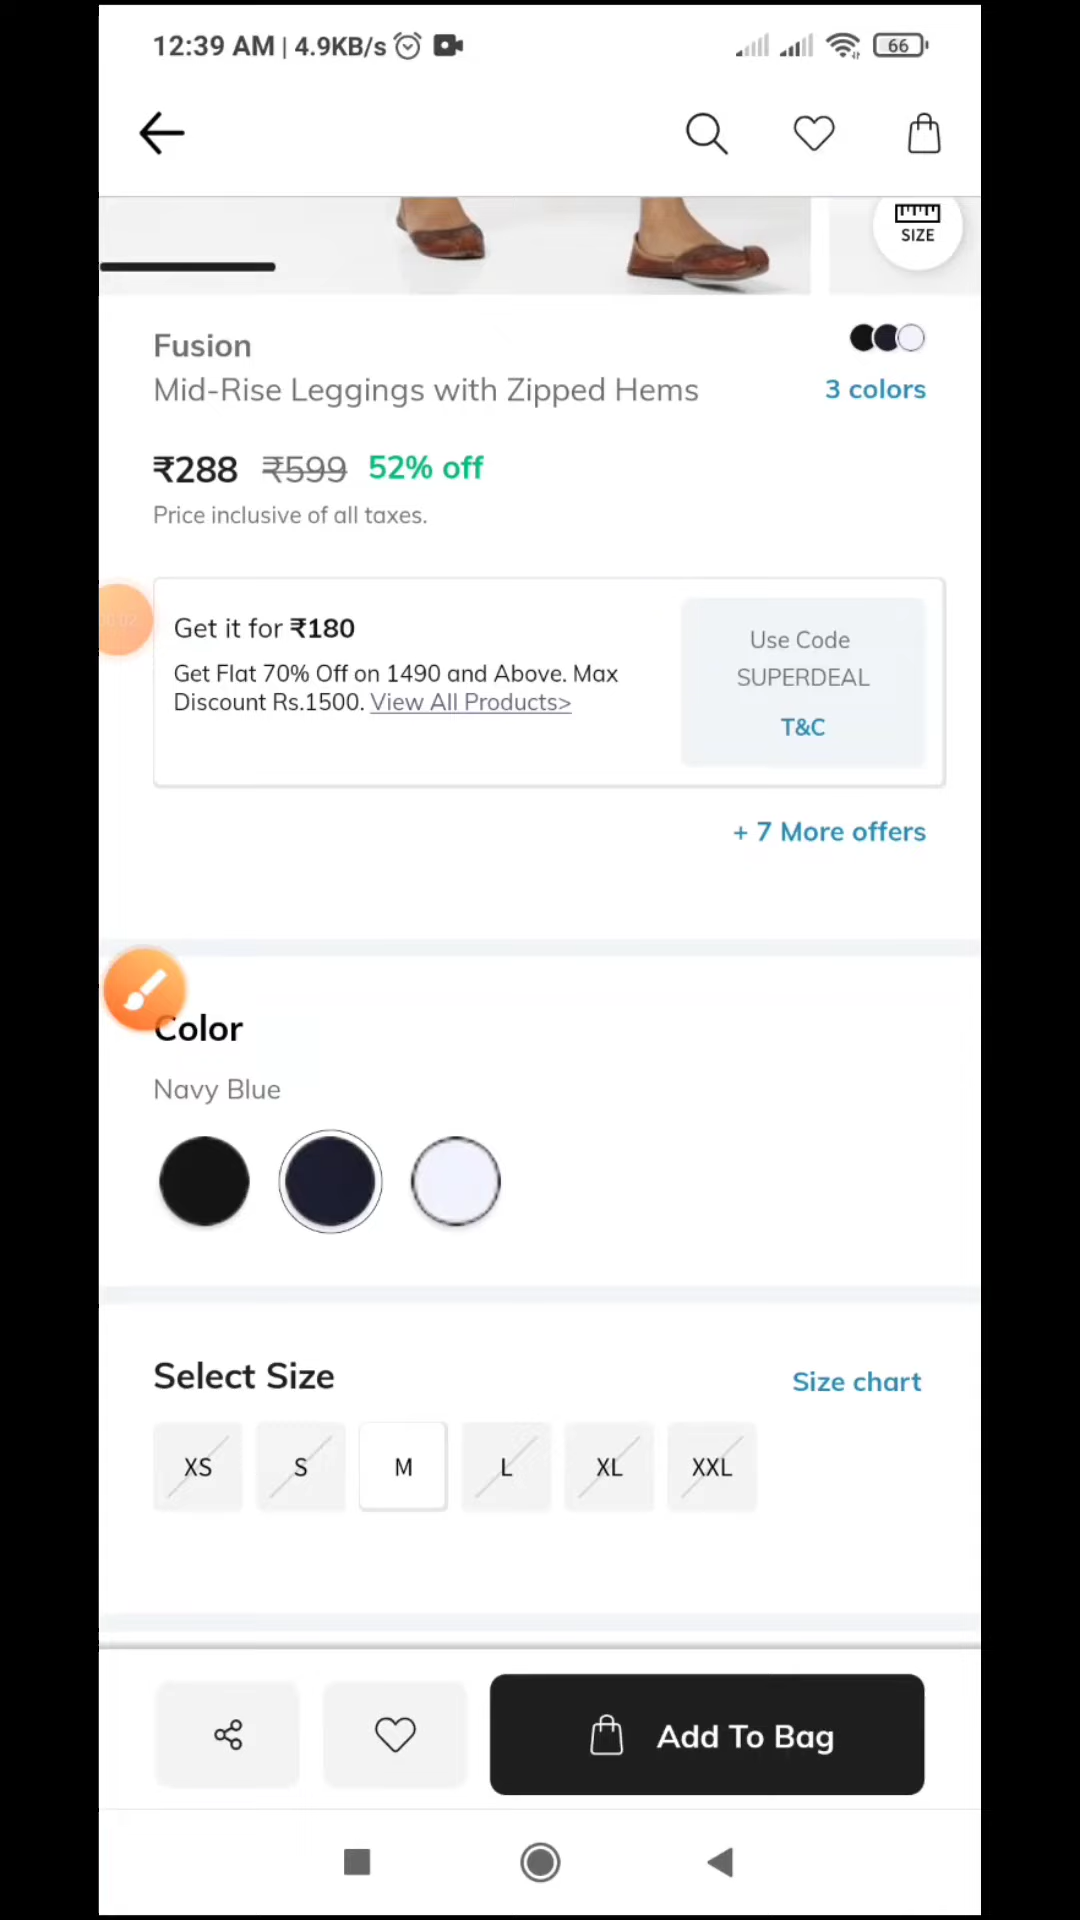 12:39 AM | 4.9KB/s
66
SIZE
Fusion
Mid-Rise Leggings with Zipped Hems
3 colors
₹288 ₹599 52% off
Price inclusive of all taxes.
Get it for ₹180
Get Flat 70% Off on 1490 and Above. Max
Discount Rs.1500. View All Products>
Use Code
SUPERDEAL
T&C
+ 7 More offers
Color
Navy Blue
Select Size
Size chart
XS S M L XL XXL
Add To Bag